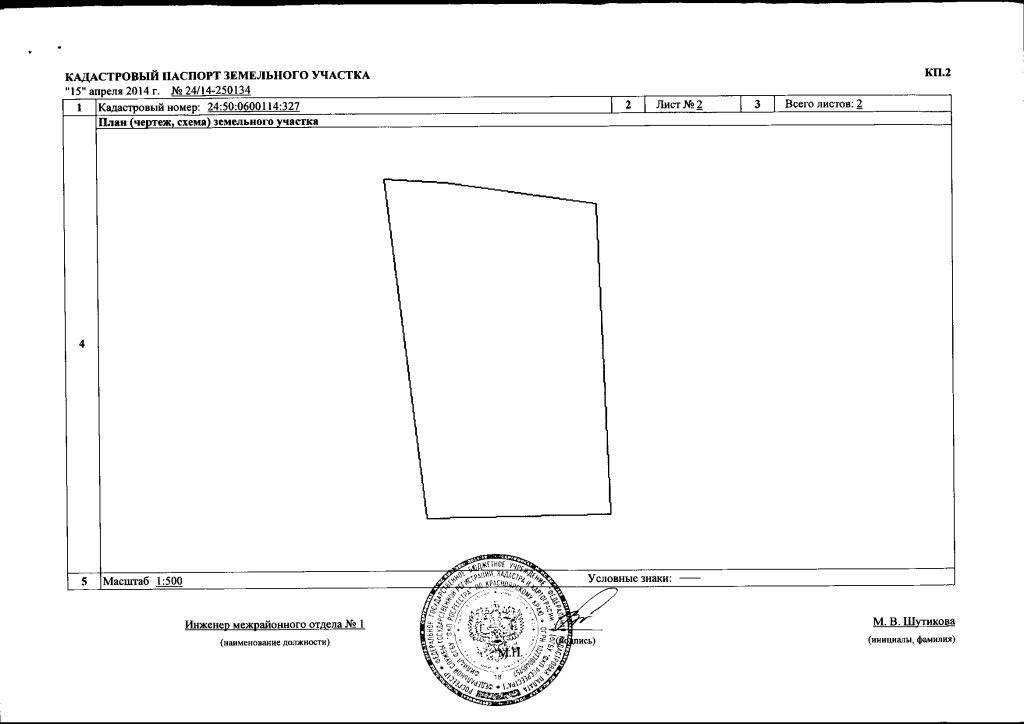 КАДАСТРОВЫЙ ПАСПОРТ ЗЕМЕЛЬНОГО УЧАСТКА
КП.2
"15" апреля 2014 г. № 24/14-250134
1 Кадастровый номер: 24:50:0600114:327 2 Лист № 2 3 Всего листов: 2
План (чертеж, схема) земельного участка
4
5 Масштаб 1:500 Условные знаки:
Инженер межрайонного отдела № 1
М. В. Шутикова
(наименование должности)
М.П.
(подпись)
(инициалы, фамилия)